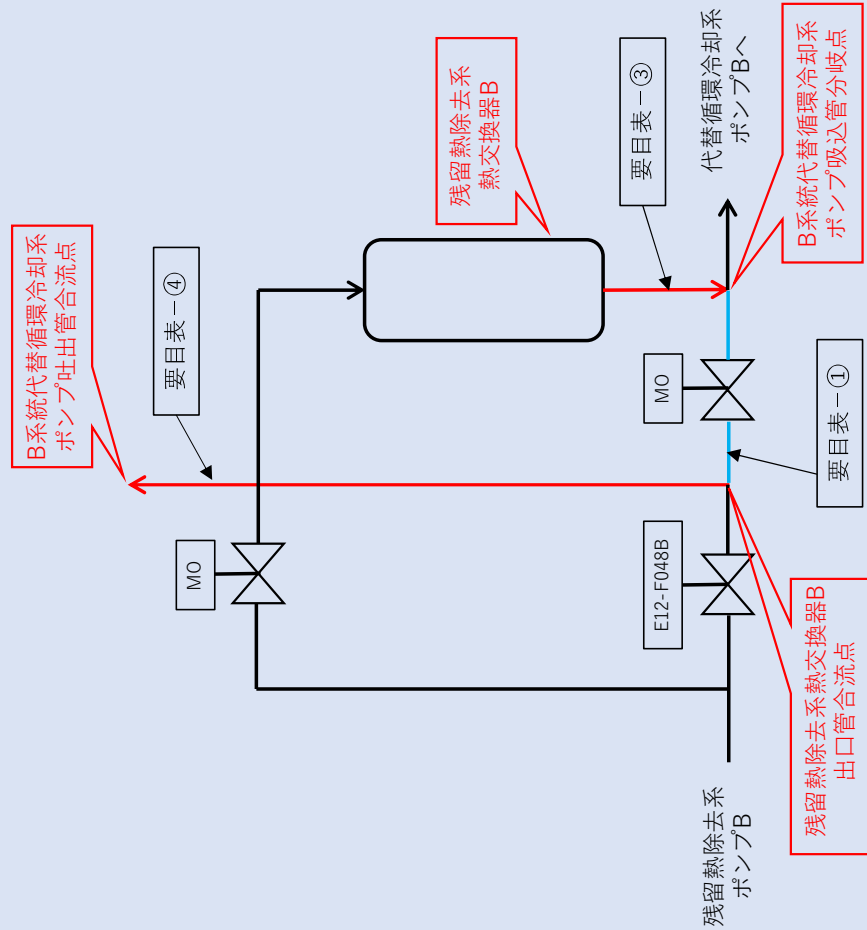 B系統代替循環冷却系
ポンプ吐出管合流点
要目表－④
MO
残留熱除去系
熱交換器B
要目表－③
代替循環冷却系
ポンプBへ
B系統代替循環冷却系
ポンプ吸込管分岐点
MO
要目表－①
E12-F048B
残留熱除去系
ポンプB
残留熱除去系熱交換器B
出口管合流点